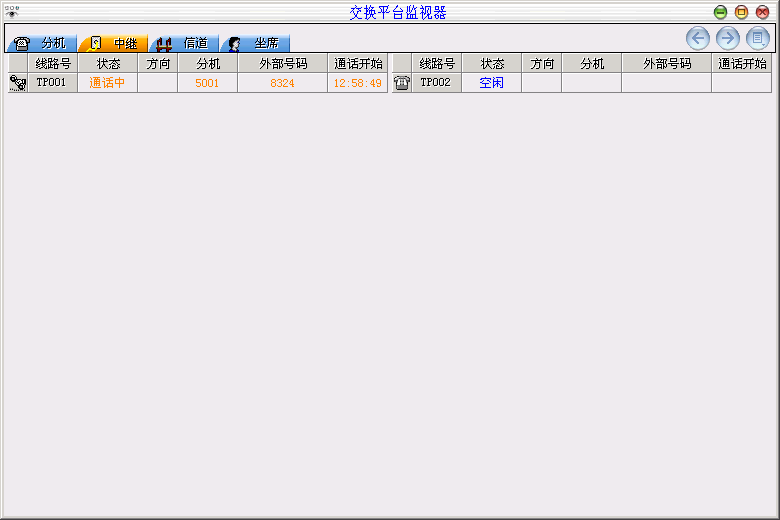 交换平台监视器
分机 中继 信道 坐席
线路号 状态 方向 分机 外部号码 通话开始 线路号 状态 方向 分机 外部号码 通话开始
TP001 通话中 5001 8324 12:58:49 TP002 空闲